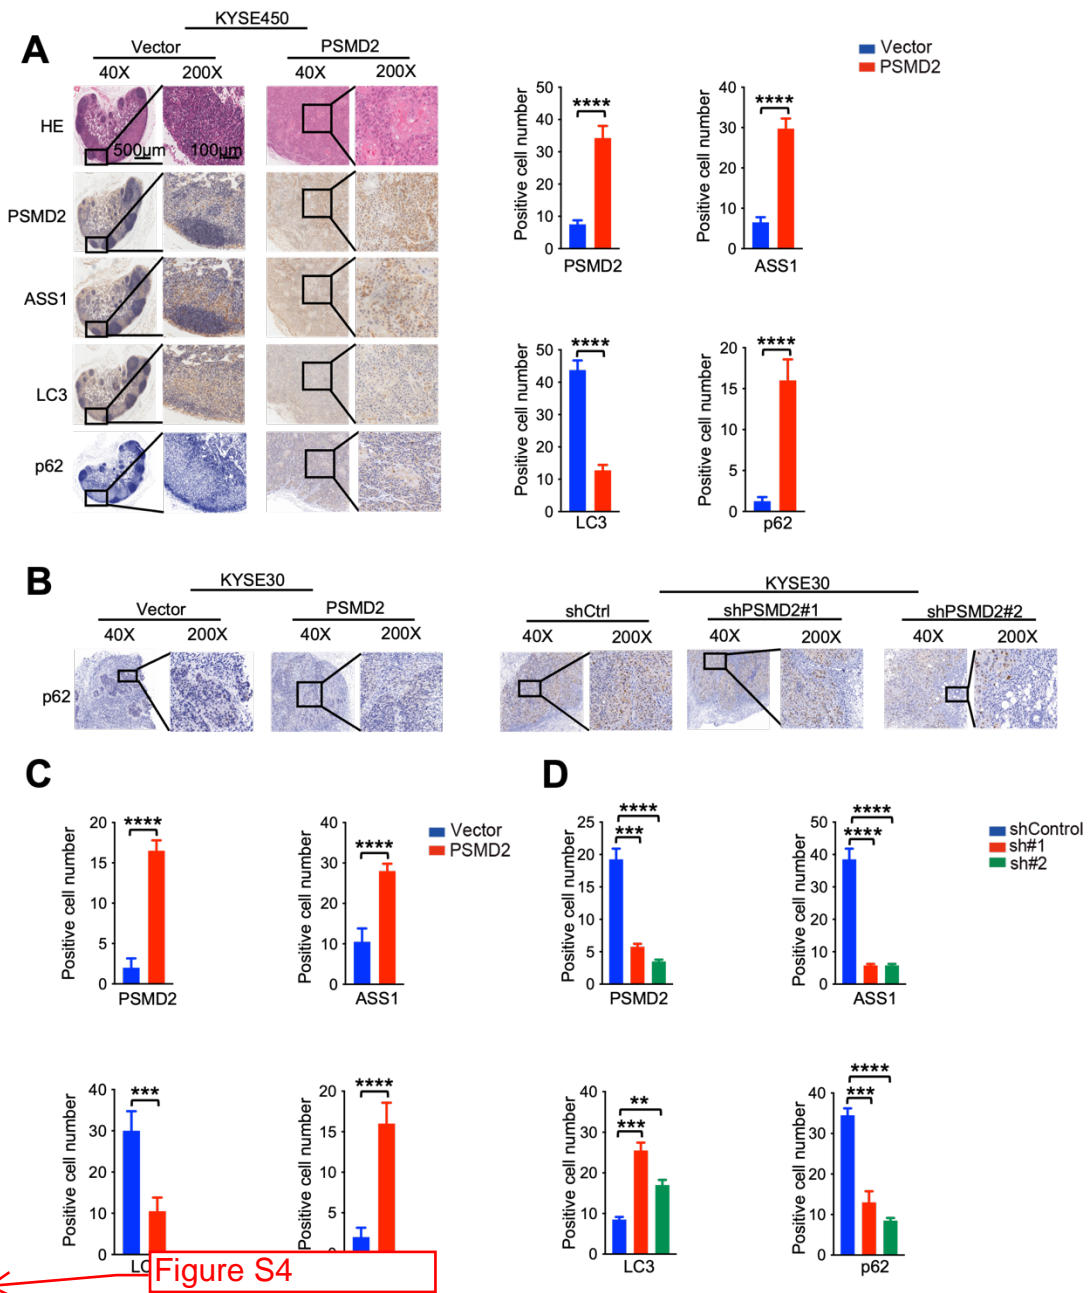 KYSE450
A
Vector PSMD2
40X 200X 40X 200X
Vector
PSMD2
HE
500μm 100μm
PSMD2
ASS1
LC3
p62
Positive cell number
50
40
30
20
10
0
****
PSMD2
Positive cell number
40
30
20
10
0
****
ASS1
Positive cell number
50
40
30
20
10
0
****
LC3
Positive cell number
20
15
10
5
0
****
p62
B
KYSE30
Vector PSMD2
40X 200X 40X 200X
p62
KYSE30
shCtrl shPSMD2#1 shPSMD2#2
40X 200X 40X 200X 40X 200X
C
Positive cell number
20
15
10
5
0
****
PSMD2
Positive cell number
40
30
20
10
0
****
ASS1
Vector
PSMD2
Positive cell number
40
30
20
10
0
***
LC
Positive cell number
20
15
10
5
0
****
D
Positive cell number
25
20
15
10
5
0
****
***
PSMD2
Positive cell number
50
40
30
20
10
0
****
****
ASS1
shControl
sh#1
sh#2
Positive cell number
40
30
20
10
0
**
***
LC3
Positive cell number
40
30
20
10
0
****
***
p62
Figure S4